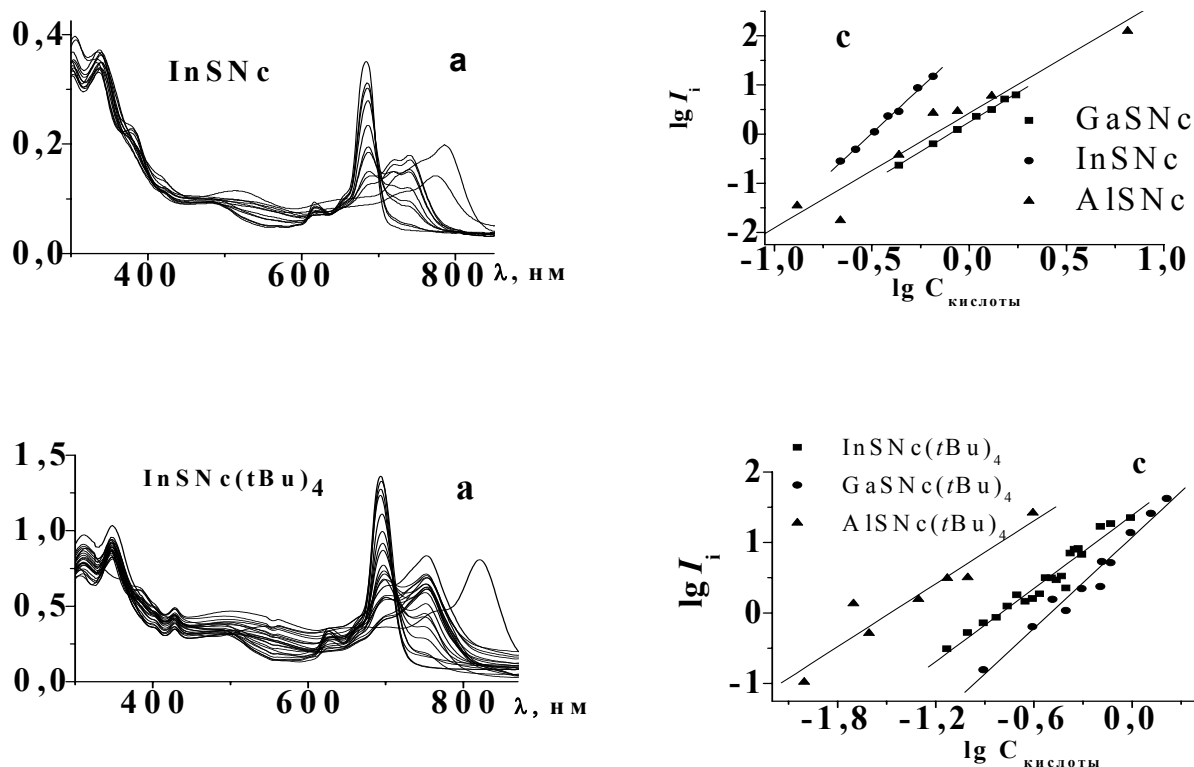 0,4
0,2
0,0
InSNc
a
400 600 800 λ, нм
c
lg I_i
2
1
0
-1
-2
GaSNc
InSNc
AlSNc
-1,0 -0,5 0,0 0,5 1,0
lg C_кислоты
1,5
1,0
0,5
0,0
InSNc(tBu)_4
a
400 600 800 λ, нм
InSNc(tBu)_4
GaSNc(tBu)_4
AlSNc(tBu)_4
c
lg I_i
2
1
0
-1
-1,8 -1,2 -0,6 0,0
lg C_кислоты